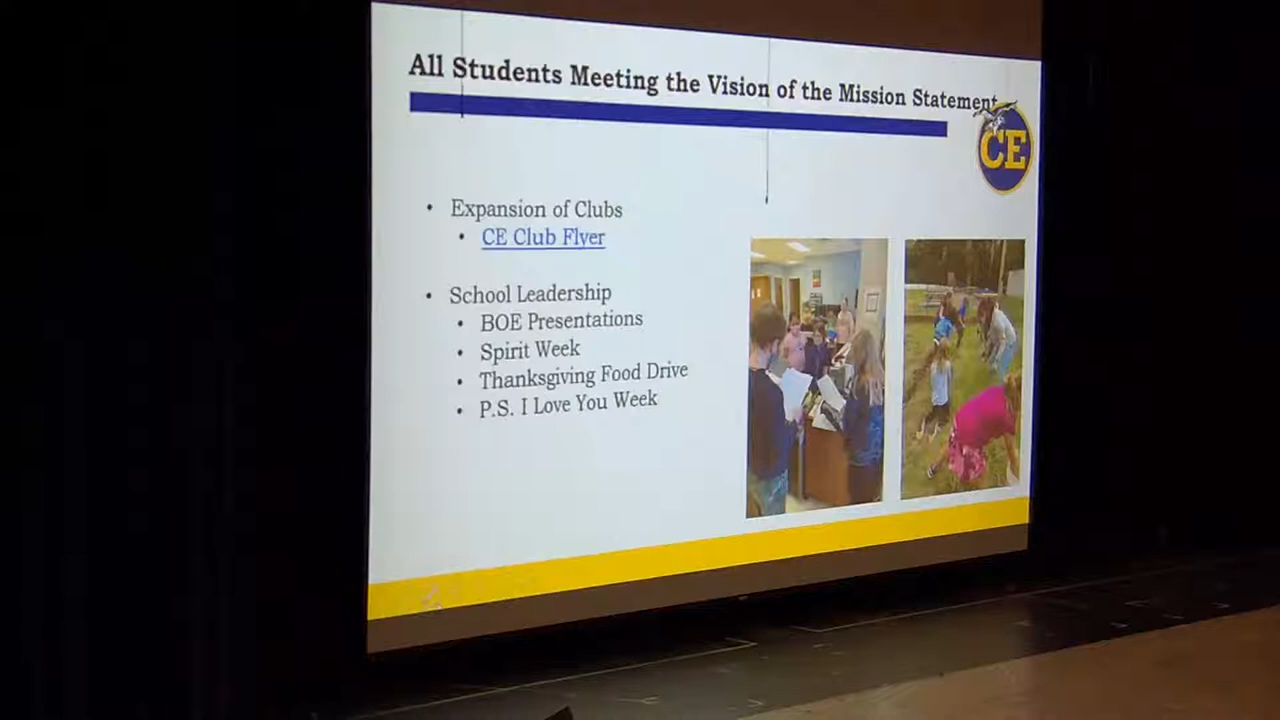 All Students Meeting the Vision of the Mission Statement
CE
• Expansion of Clubs
• CE Club Flyer
• School Leadership
• BOE Presentations
• Spirit Week
• Thanksgiving Food Drive
• P.S. I Love You Week